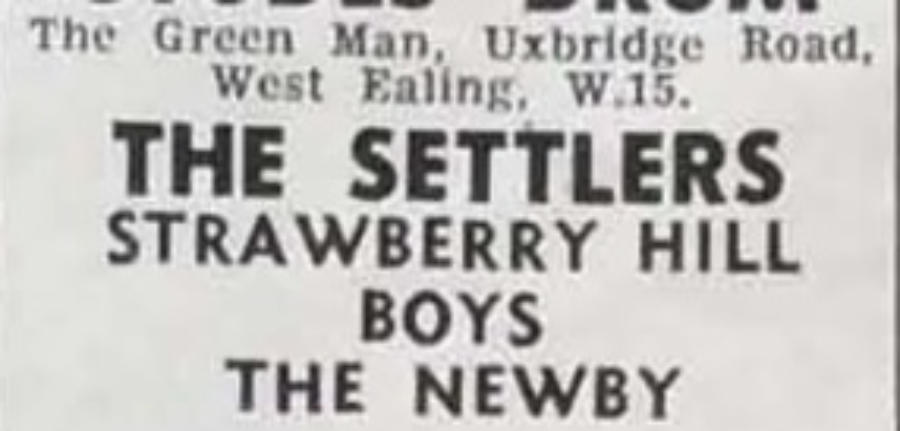 The Green Man, Uxbridge Road,
West Ealing, W.15.
THE SETTLERS
STRAWBERRY HILL
BOYS
THE NEWBY